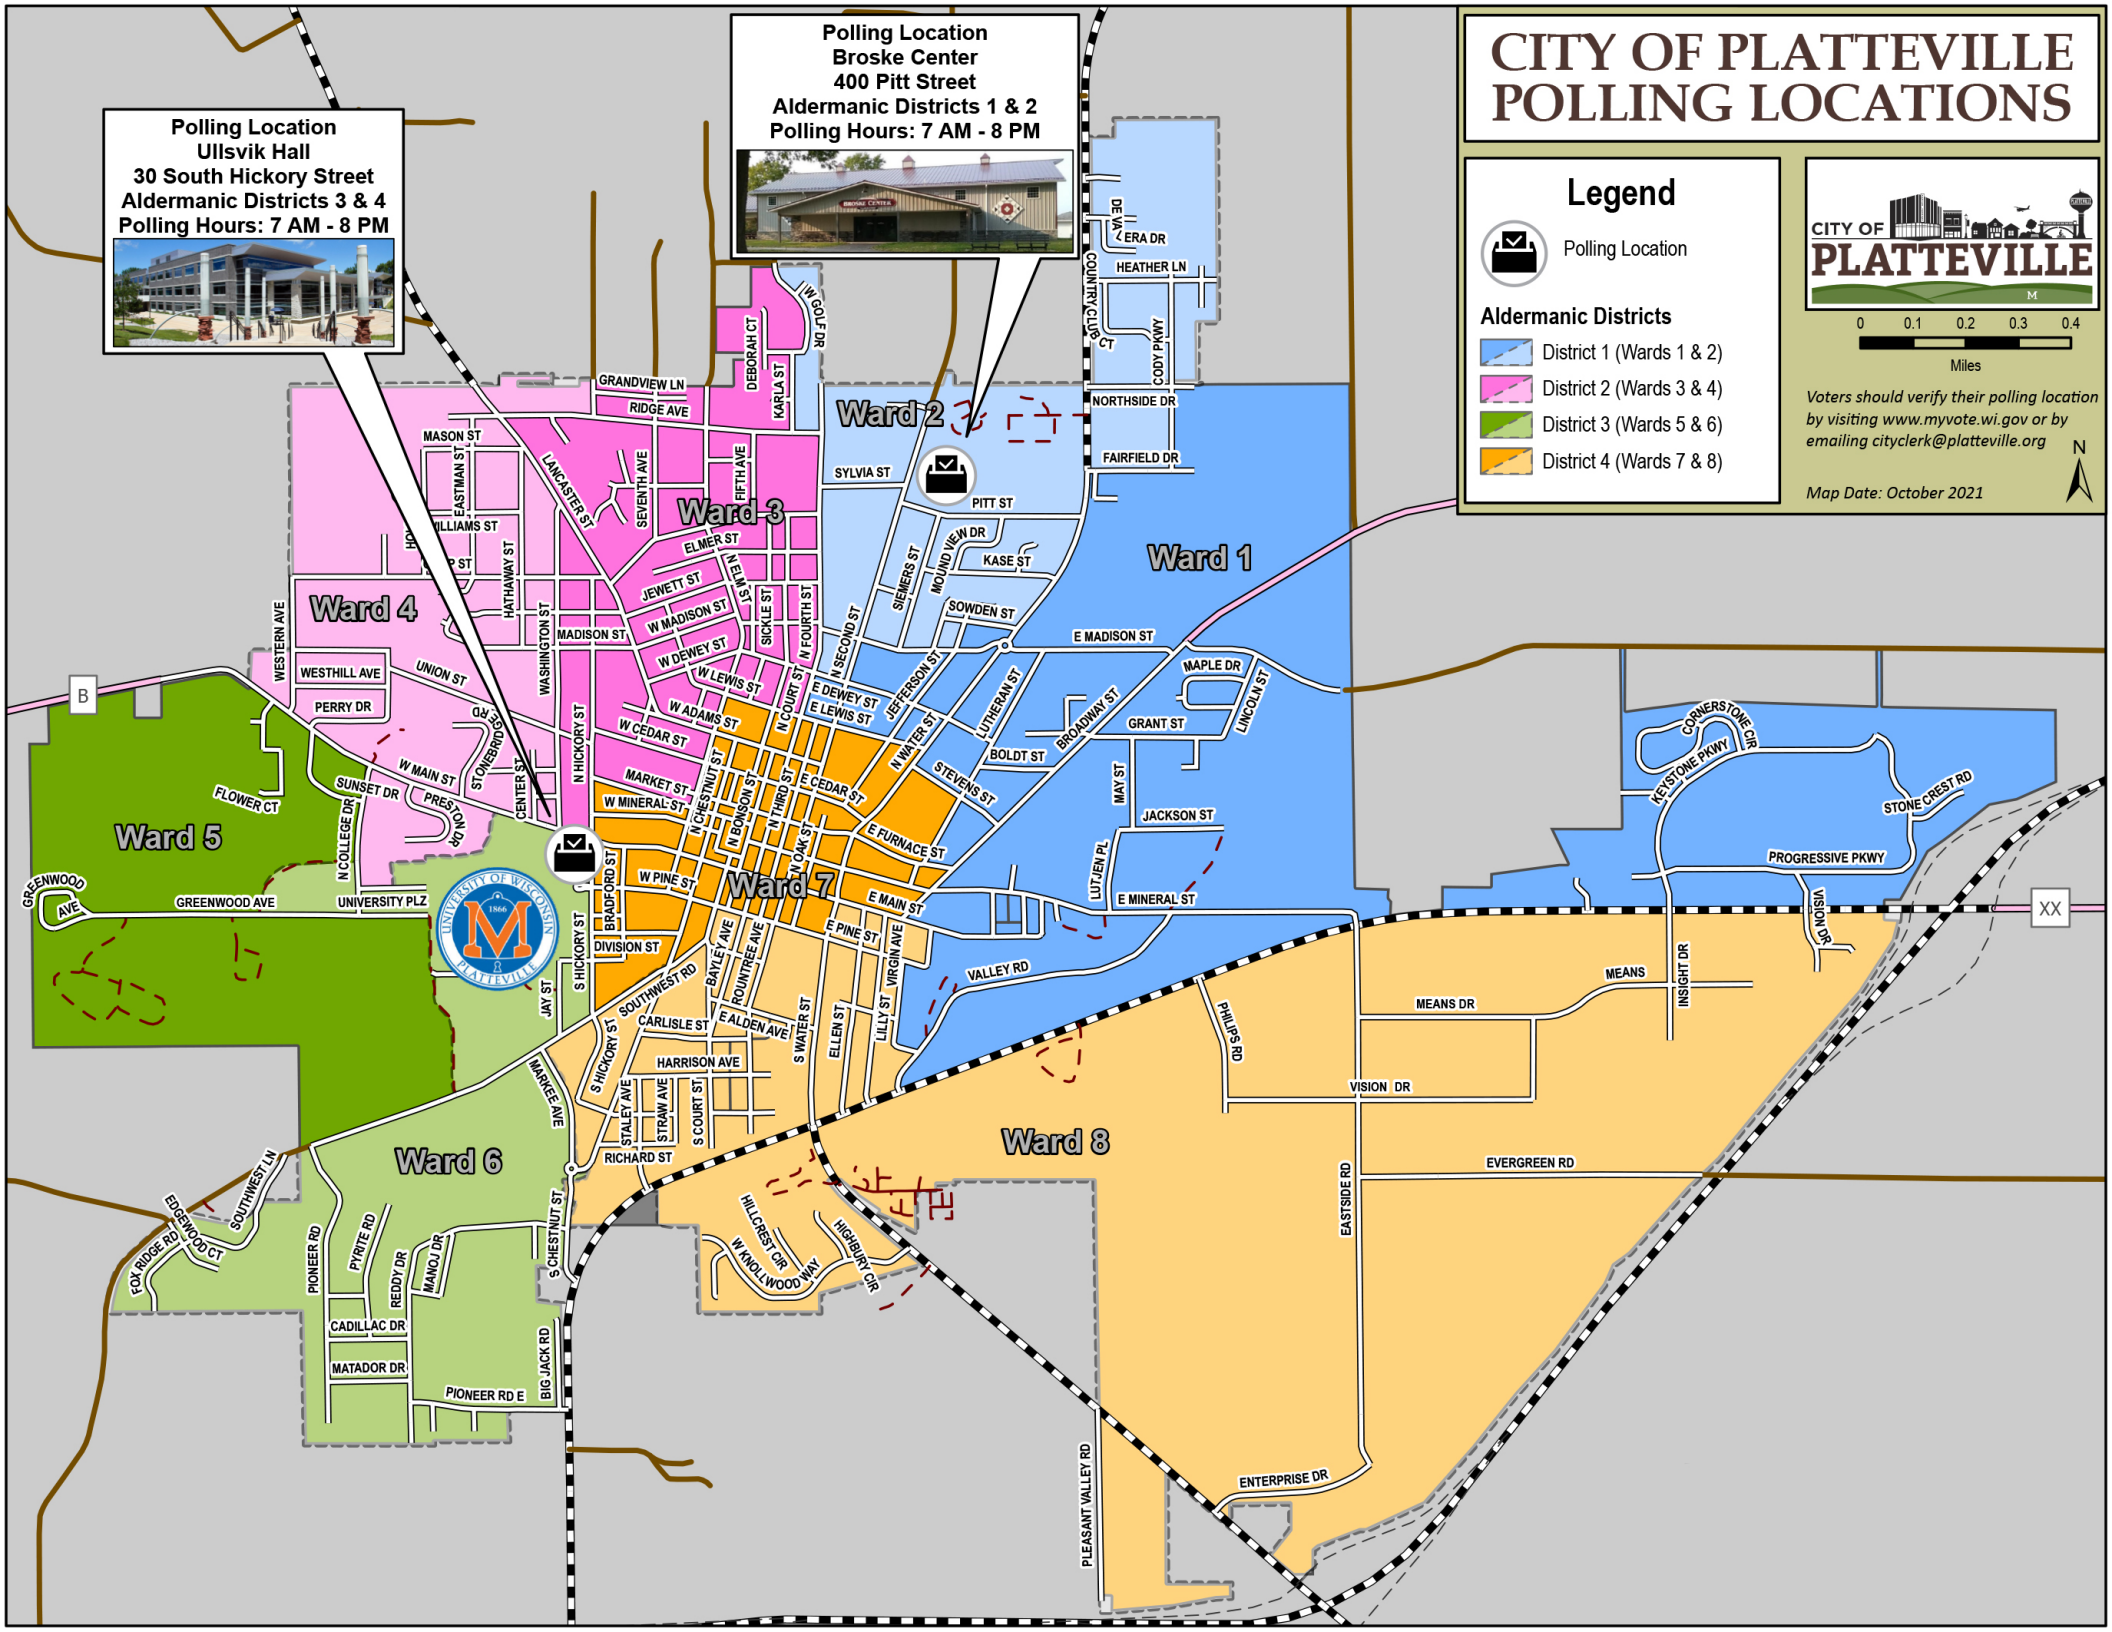 CITY OF PLATTEVILLE
POLLING LOCATIONS
Legend
Polling Location
Aldermanic Districts
District 1 (Wards 1 & 2)
District 2 (Wards 3 & 4)
District 3 (Wards 5 & 6)
District 4 (Wards 7 & 8)
CITY OF
PLATTEVILLE
M
0 0.1 0.2 0.3 0.4
Miles
Voters should verify their polling location
by visiting www.myvote.wi.gov or by
emailing cityclerk@platteville.org
Map Date: October 2021
N
Polling Location
Broske Center
400 Pitt Street
Aldermanic Districts 1 & 2
Polling Hours: 7 AM - 8 PM
BROSKE CENTER
Polling Location
Ullsvik Hall
30 South Hickory Street
Aldermanic Districts 3 & 4
Polling Hours: 7 AM - 8 PM
DE VA
ERA DR
HEATHER LN
COUNTRY CLUB CT
CODY PKWY
NORTHSIDE DR
FAIRFIELD DR
W GOLF DR
DEBORAH CT
KARLA ST
GRANDVIEW LN
RIDGE AVE
MASON ST
EASTMAN ST
LANCASTER ST
SEVENTH AVE
FIFTH AVE
Ward 2
SYLVIA ST
PITT ST
Ward 3
ILLIAMS ST
HATHAWAY ST
ELMER ST
N ELM ST
JEWETT ST
W MADISON ST
SICKLE ST
N FOURTH ST
SIEMERS ST
MOUND VIEW DR
KASE ST
SOWDEN ST
Ward 1
E MADISON ST
Ward 4
WESTERN AVE
MADISON ST
WASHINGTON ST
W DEWEY ST
W LEWIS ST
N SECOND ST
E DEWEY ST
E LEWIS ST
JEFFERSON ST
LUTHERAN ST
MAPLE DR
LINCOLN ST
BROADWAY ST
GRANT ST
BOLDT ST
STEVENS ST
N WATER ST
MAY ST
JACKSON ST
LUTJEN PL
E MINERAL ST
VALLEY RD
B
WESTHILL AVE
UNION ST
PERRY DR
STONEBRIDGE RD
W MAIN ST
SUNSET DR
PRESTON DR
CENTER ST
N HICKORY ST
W ADAMS ST
W CEDAR ST
MARKET ST
W MINERAL ST
N COURT ST
N CHESTNUT ST
N BONSON ST
N THIRD ST
N OAK ST
E CEDAR ST
E FURNACE ST
E MAIN ST
E PINE ST
Ward 7
W PINE ST
BRADFORD ST
DIVISION ST
S HICKORY ST
JAY ST
FLOWER CT
N COLLEGE DR
Ward 5
GREENWOOD
AVE
GREENWOOD AVE
UNIVERSITY PLZ
UNIVERSITY OF WISCONSIN
1866
M
PLATTEVILLE
SOUTHWEST RD
BAYLEY AVE
ROUNTREE AVE
VIRGIN AVE
CARLISLE ST
E ALDEN AVE
S WATER ST
ELLEN ST
LILLY ST
HARRISON AVE
S HICKORY ST
MARKEE AVE
STALEY AVE
STRAW AVE
S COURT ST
RICHARD ST
CORNERSTONE CIR
KEYSTONE PKWY
STONE CREST RD
PROGRESSIVE PKWY
VISION DR
XX
INSIGHT DR
MEANS
MEANS DR
PHILIPS RD
VISION DR
Ward 8
EVERGREEN RD
EASTSIDE RD
ENTERPRISE DR
PLEASANT VALLEY RD
Ward 6
SOUTHWEST LN
EDGEWOOD CT
FOX RIDGE RD
PIONEER RD
PYRITE RD
REDDY DR
MANOJ DR
S CHESTNUT ST
CADILLAC DR
MATADOR DR
PIONEER RD E
BIG JACK RD
HILLCREST CIR
W KNOLLWOOD WAY
HIGHBURY CIR